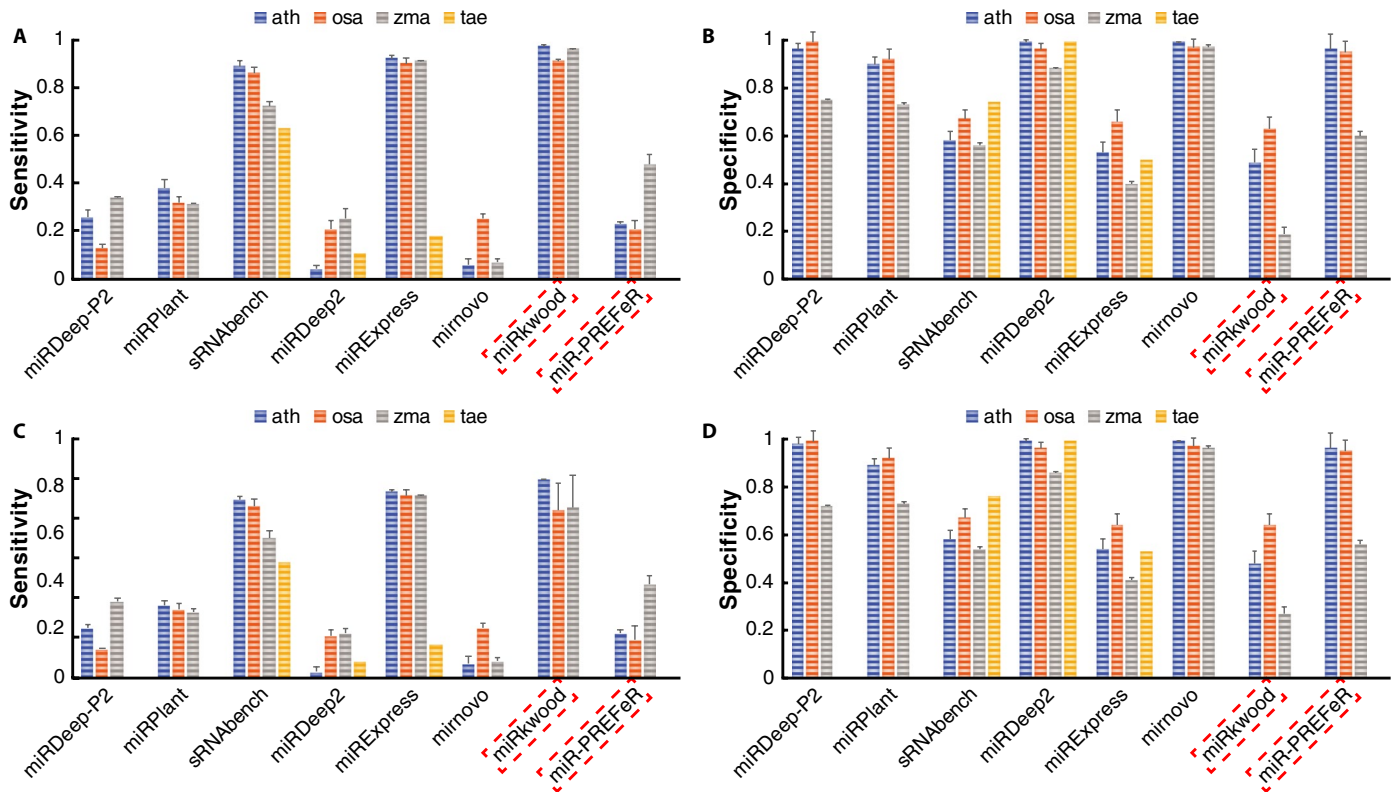 A
ath osa zma tae
Sensitivity
1
0.8
0.6
0.4
0.2
0
miRDeep-P2
miRPlant
sRNAbench
miRDeep2
miRExpress
mirnovo
miRkwood
miR-PREFeR
B
ath osa zma tae
Specificity
1
0.8
0.6
0.4
0.2
0
miRDeep-P2
miRPlant
sRNAbench
miRDeep2
miRExpress
mirnovo
miRkwood
miR-PREFeR
C
ath osa zma tae
Sensitivity
1
0.8
0.6
0.4
0.2
0
miRDeep-P2
miRPlant
sRNAbench
miRDeep2
miRExpress
mirnovo
miRkwood
miR-PREFeR
D
ath osa zma tae
Specificity
1
0.8
0.6
0.4
0.2
0
miRDeep-P2
miRPlant
sRNAbench
miRDeep2
miRExpress
mirnovo
miRkwood
miR-PREFeR